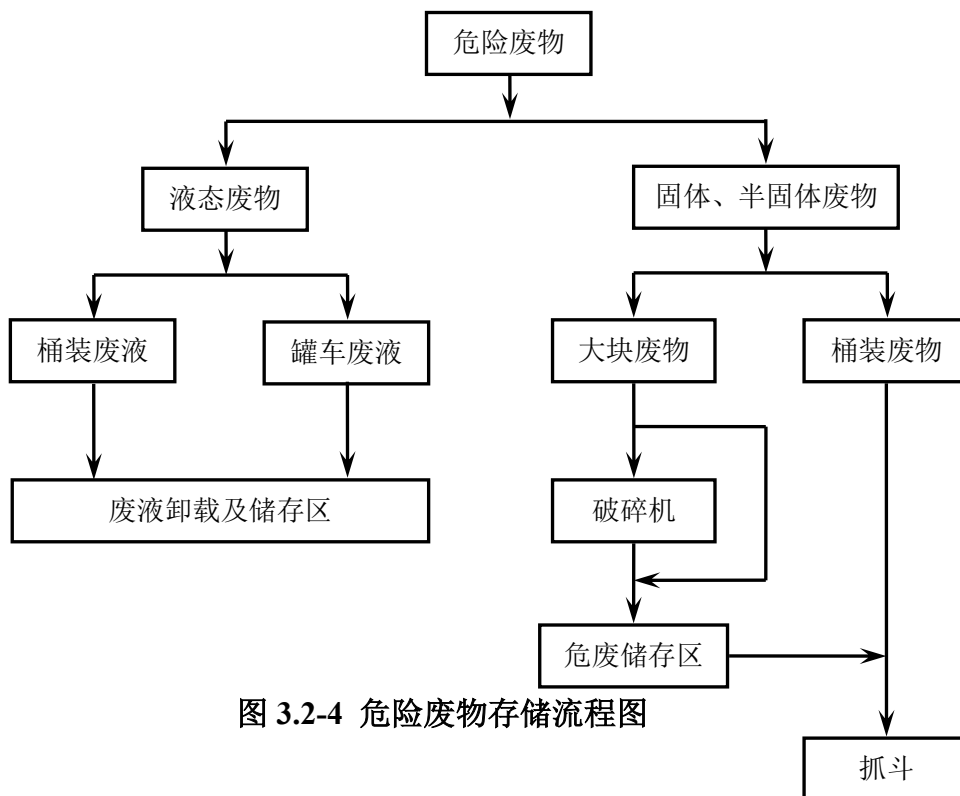 危险废物
液态废物
固体、半固体废物
桶装废液
罐车废液
大块废物
桶装废物
废液卸载及储存区
破碎机
危废储存区
图 3.2-4 危险废物存储流程图
抓斗